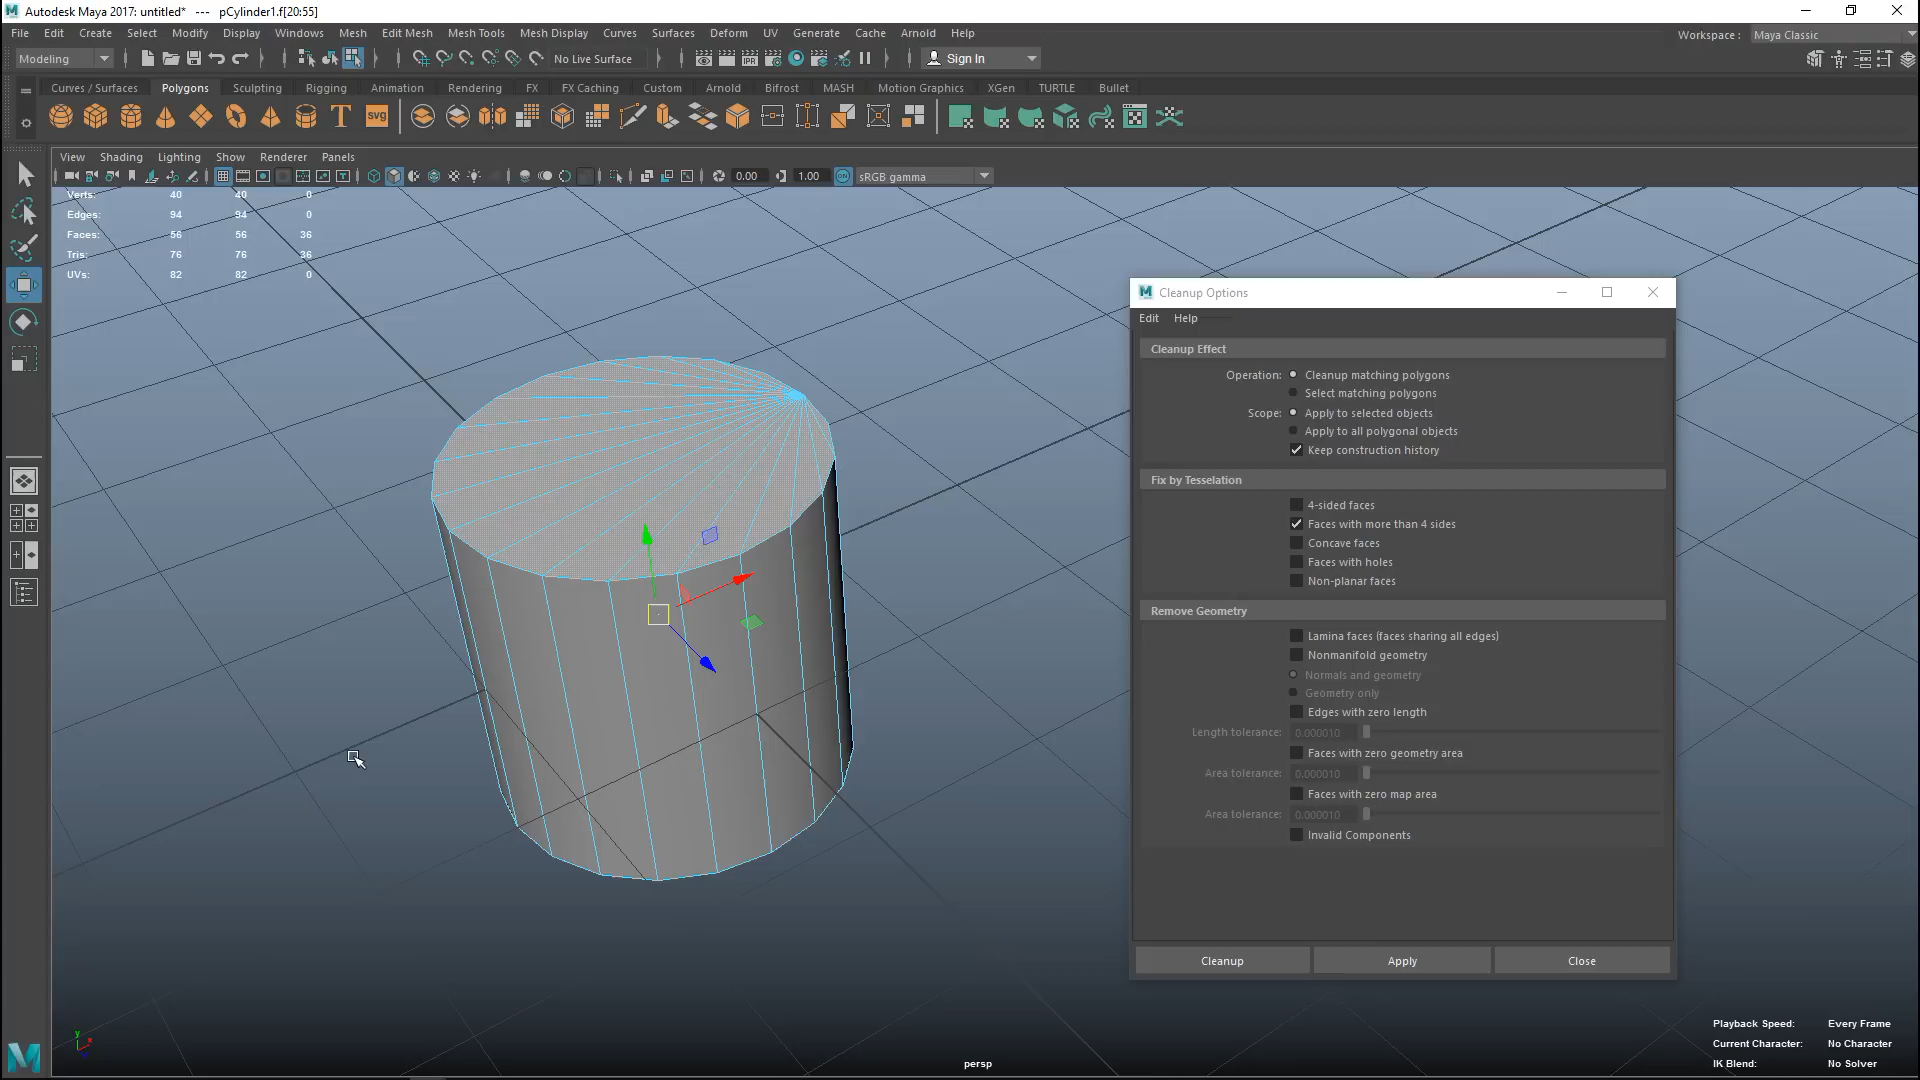 Autodesk Maya 2017: untitled* --- pCylinder1.f[20:55]
File Edit Create Select Modify Display Windows Mesh Edit Mesh Mesh Tools Mesh Display Curves Surfaces Deform UV Generate Cache Arnold Help
Workspace : Maya Classic
Modeling
No Live Surface
Sign In
Curves / Surfaces Polygons Sculpting Rigging Animation Rendering FX FX Caching Custom Arnold Bifrost MASH Motion Graphics XGen TURTLE Bullet
T SVG
View Shading Lighting Show Renderer Panels
0.00 1.00 ON sRGB gamma
Verts: 40 40 0
Edges: 94 94 0
Faces: 56 56 36
Tris: 76 76 36
UVs: 82 82 0
Cleanup Options
Edit Help
Cleanup Effect
Operation: Cleanup matching polygons
Select matching polygons
Scope: Apply to selected objects
Apply to all polygonal objects
Keep construction history
Fix by Tesselation
4-sided faces
Faces with more than 4 sides
Concave faces
Faces with holes
Non-planar faces
Remove Geometry
Lamina faces (faces sharing all edges)
Nonmanifold geometry
Normals and geometry
Geometry only
Edges with zero length
Length tolerance: 0.000010
Faces with zero geometry area
Area tolerance: 0.000010
Faces with zero map area
Area tolerance: 0.000010
Invalid Components
Cleanup Apply Close
Playback Speed: Every Frame
Current Character: No Character
IK Blend: No Solver
persp